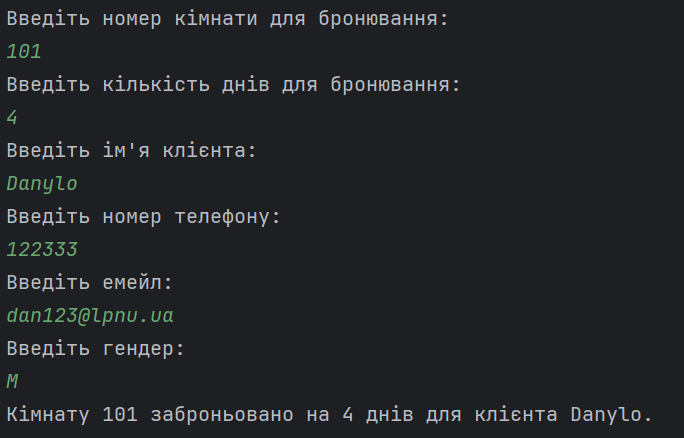 Введіть номер кімнати для бронювання:
101
Введіть кількість днів для бронювання:
4
Введіть ім'я клієнта:
Danylo
Введіть номер телефону:
122333
Введіть емейл:
dan123@lpnu.ua
Введіть гендер:
M
Кімнату 101 заброньовано на 4 днів для клієнта Danylo.